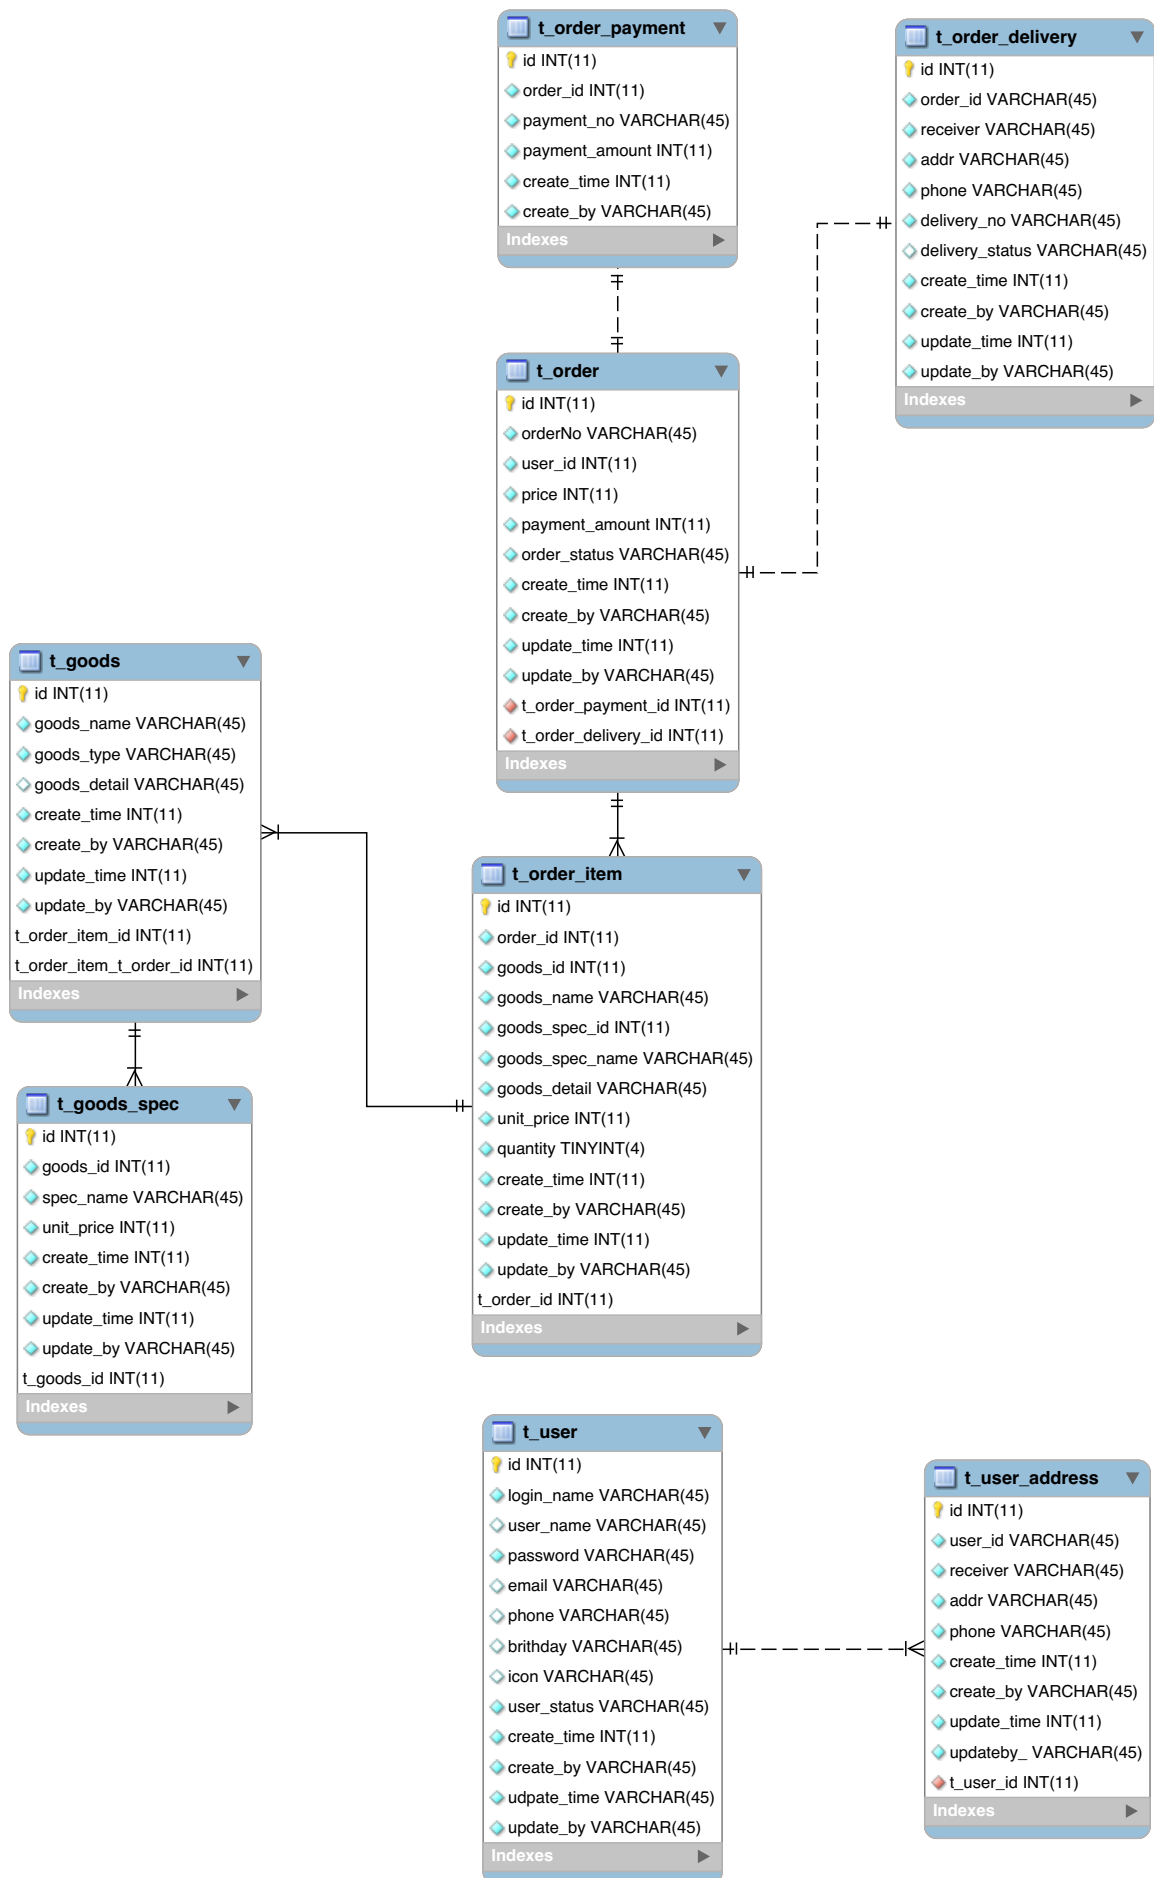 t_order_payment
id INT(11)
order_id INT(11)
payment_no VARCHAR(45)
payment_amount INT(11)
create_time INT(11)
create_by VARCHAR(45)
Indexes
t_order_delivery
id INT(11)
order_id VARCHAR(45)
receiver VARCHAR(45)
addr VARCHAR(45)
phone VARCHAR(45)
delivery_no VARCHAR(45)
delivery_status VARCHAR(45)
create_time INT(11)
create_by VARCHAR(45)
update_time INT(11)
update_by VARCHAR(45)
Indexes
t_order
id INT(11)
orderNo VARCHAR(45)
user_id INT(11)
price INT(11)
payment_amount INT(11)
order_status VARCHAR(45)
create_time INT(11)
create_by VARCHAR(45)
update_time INT(11)
update_by VARCHAR(45)
t_order_payment_id INT(11)
t_order_delivery_id INT(11)
Indexes
t_goods
id INT(11)
goods_name VARCHAR(45)
goods_type VARCHAR(45)
goods_detail VARCHAR(45)
create_time INT(11)
create_by VARCHAR(45)
update_time INT(11)
update_by VARCHAR(45)
t_order_item_id INT(11)
t_order_item_t_order_id INT(11)
Indexes
t_order_item
id INT(11)
order_id INT(11)
goods_id INT(11)
goods_name VARCHAR(45)
goods_spec_id INT(11)
goods_spec_name VARCHAR(45)
goods_detail VARCHAR(45)
unit_price INT(11)
quantity TINYINT(4)
create_time INT(11)
create_by VARCHAR(45)
update_time INT(11)
update_by VARCHAR(45)
t_order_id INT(11)
Indexes
t_goods_spec
id INT(11)
goods_id INT(11)
spec_name VARCHAR(45)
unit_price INT(11)
create_time INT(11)
create_by VARCHAR(45)
update_time INT(11)
update_by VARCHAR(45)
t_goods_id INT(11)
Indexes
t_user
id INT(11)
login_name VARCHAR(45)
user_name VARCHAR(45)
password VARCHAR(45)
email VARCHAR(45)
phone VARCHAR(45)
brithday VARCHAR(45)
icon VARCHAR(45)
user_status VARCHAR(45)
create_time INT(11)
create_by VARCHAR(45)
udpate_time VARCHAR(45)
update_by VARCHAR(45)
Indexes
t_user_address
id INT(11)
user_id VARCHAR(45)
receiver VARCHAR(45)
addr VARCHAR(45)
phone VARCHAR(45)
create_time INT(11)
create_by VARCHAR(45)
update_time INT(11)
updateby_ VARCHAR(45)
t_user_id INT(11)
Indexes